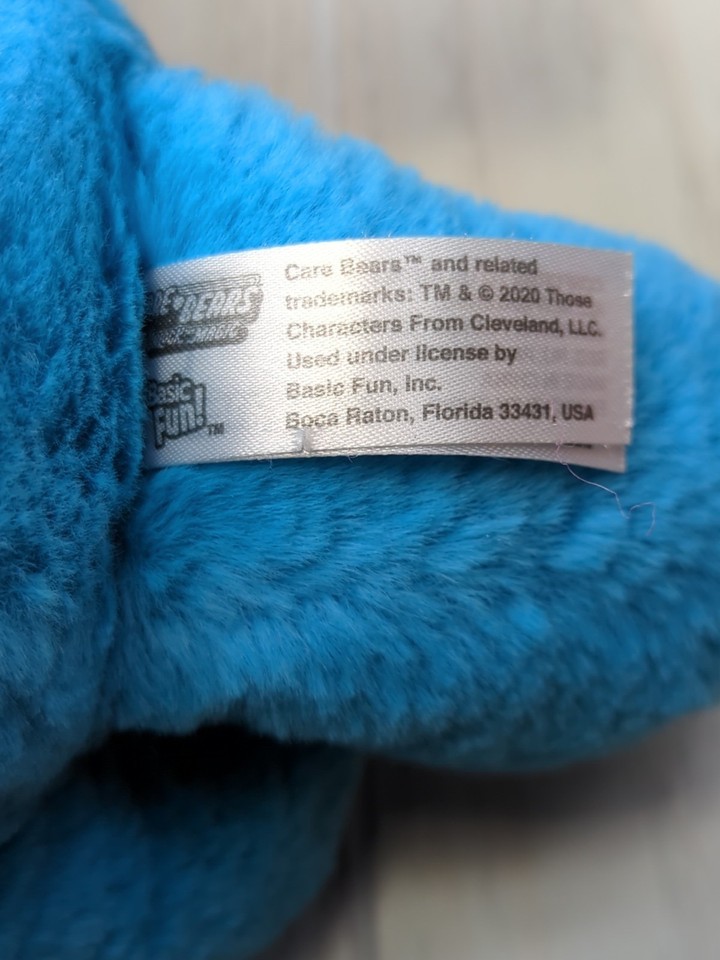 BEARS
Basic
Fun!™
Care Bears™ and related
trademarks: TM & © 2020 Those
Characters From Cleveland, LLC.
Used under license by
Basic Fun, Inc.
Boca Raton, Florida 33431, USA